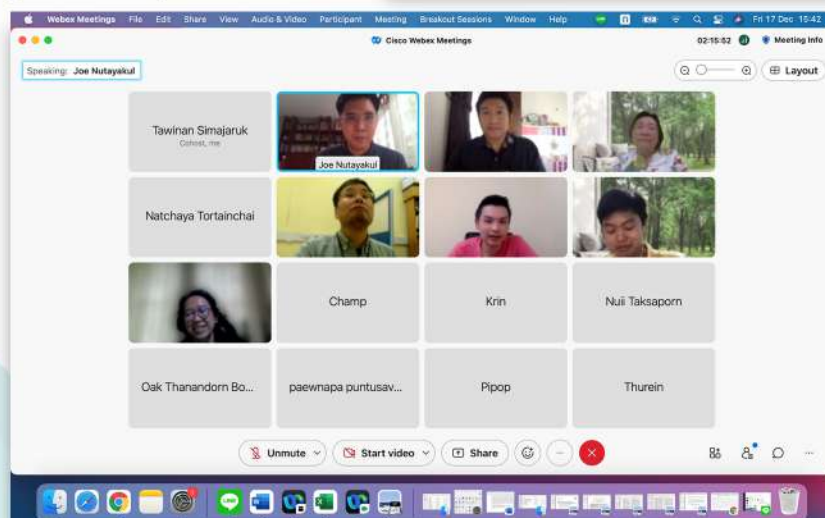 Webex Meetings File Edit Share View Audio & Video Participant Meeting Breakout Sessions Window Help Fri 17 Dec 15:42
Cisco Webex Meetings
02:15:52 Meeting Info
Speaking: Joe Nutayakul
Layout
Tawinan Simajaruk
Cohost, me
Joe Nutayakul
Natchaya Tortainchai
Champ
Krin
Nuii Taksaporn
Oak Thanandorn Bo...
paewnapa puntusav...
Pipop
Thurein
Unmute
Start video
Share